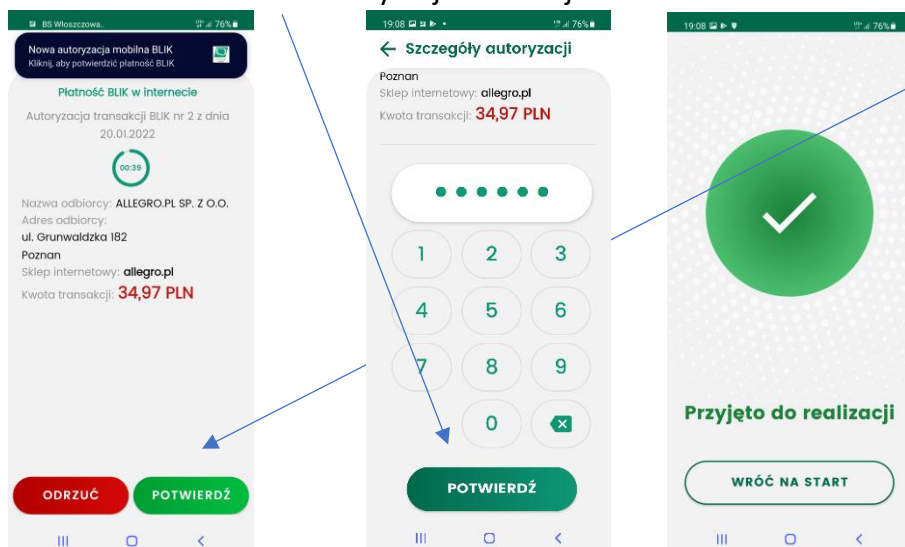 BS Włoszczowa..
76%
Nowa autoryzacja mobilna BLIK
Kliknij, aby potwierdzić płatność BLIK
Płatność BLIK w internecie
Autoryzacja transakcji BLIK nr 2 z dnia
20.01.2022
00:39
Nazwa odbiorcy: ALLEGRO.PL SP. Z O.O.
Adres odbiorcy:
ul. Grunwaldzka 182
Poznan
Sklep internetowy: allegro.pl
Kwota transakcji: 34,97 PLN
ODRZUĆ
POTWIERDŹ
19:08
76%
Szczegóły autoryzacji
Poznan
Sklep internetowy: allegro.pl
Kwota transakcji: 34,97 PLN
1 2 3
4 5 6
7 8 9
0
POTWIERDŹ
19:08
76%
Przyjęto do realizacji
WRÓĆ NA START